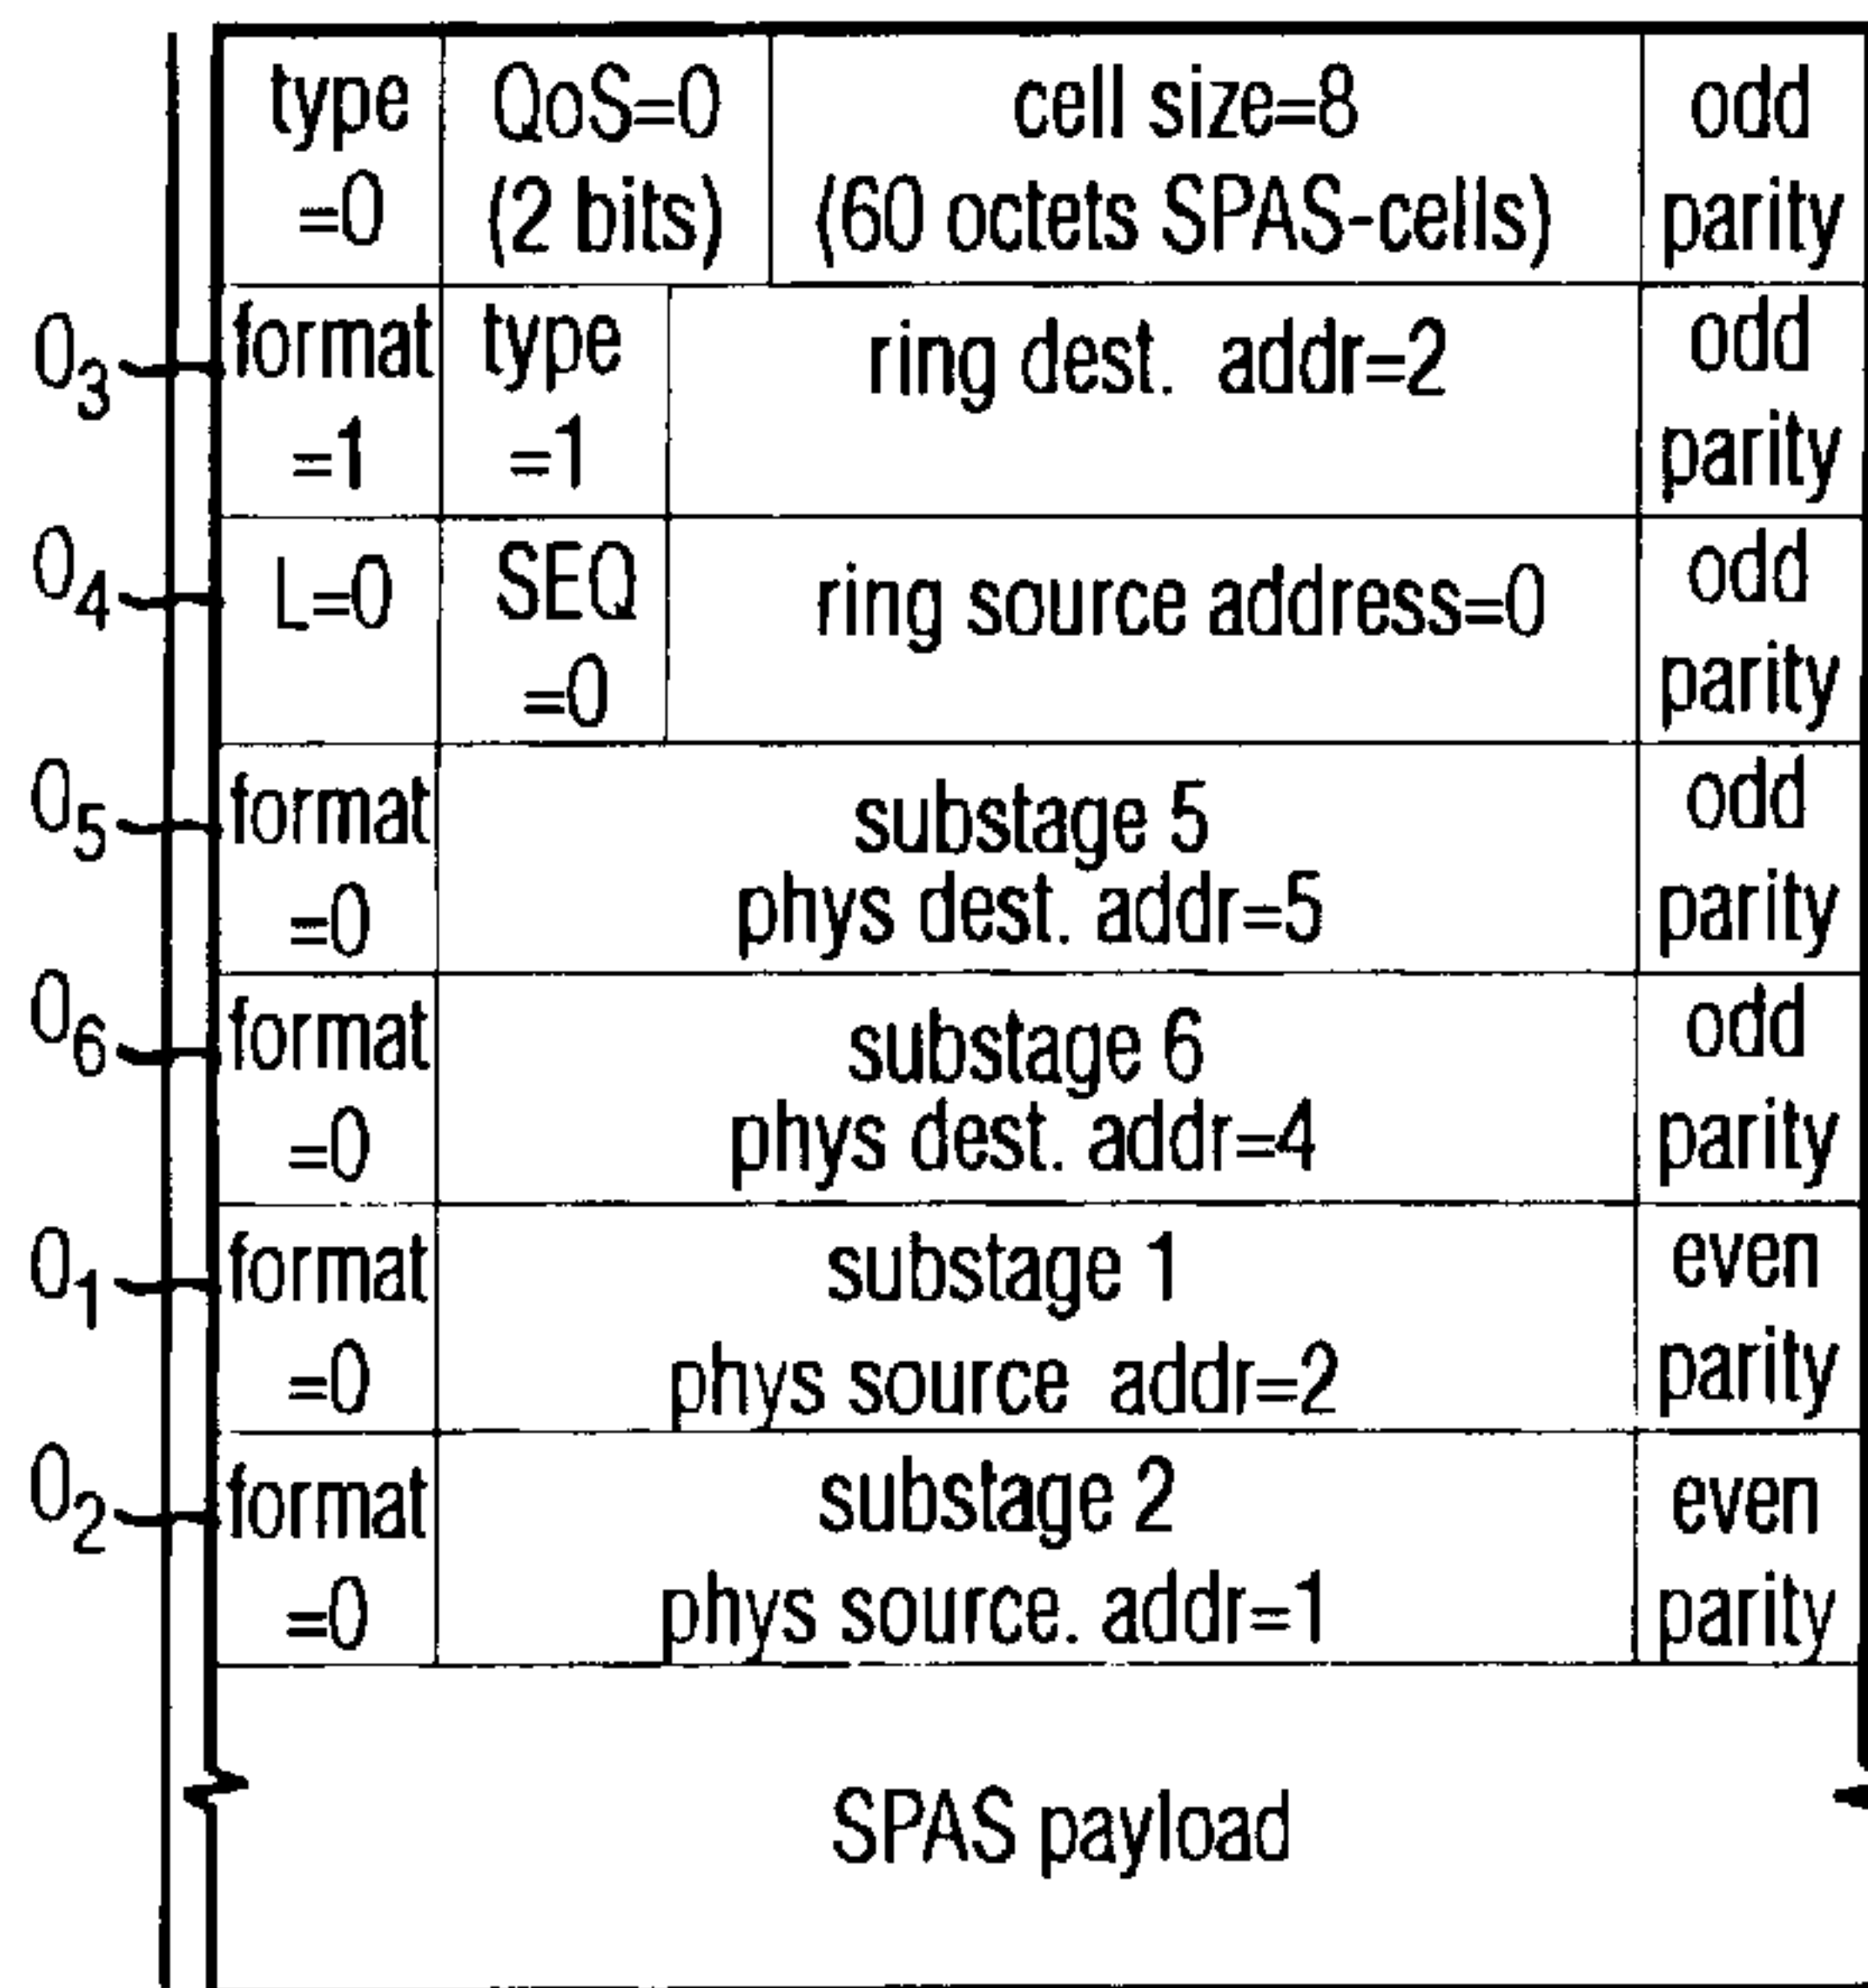 type QoS=0 cell size=8 odd
=0 (2 bits) (60 octets SPAS-cells) parity
O3 format type ring dest. addr=2 odd
=1 =1 parity
O4 L=0 SEQ ring source address=0 odd
=0 parity
O5 format substage 5 odd
=0 phys dest. addr=5 parity
O6 format substage 6 odd
=0 phys dest. addr=4 parity
O1 format substage 1 even
=0 phys source addr=2 parity
O2 format substage 2 even
=0 phys source. addr=1 parity
SPAS payload